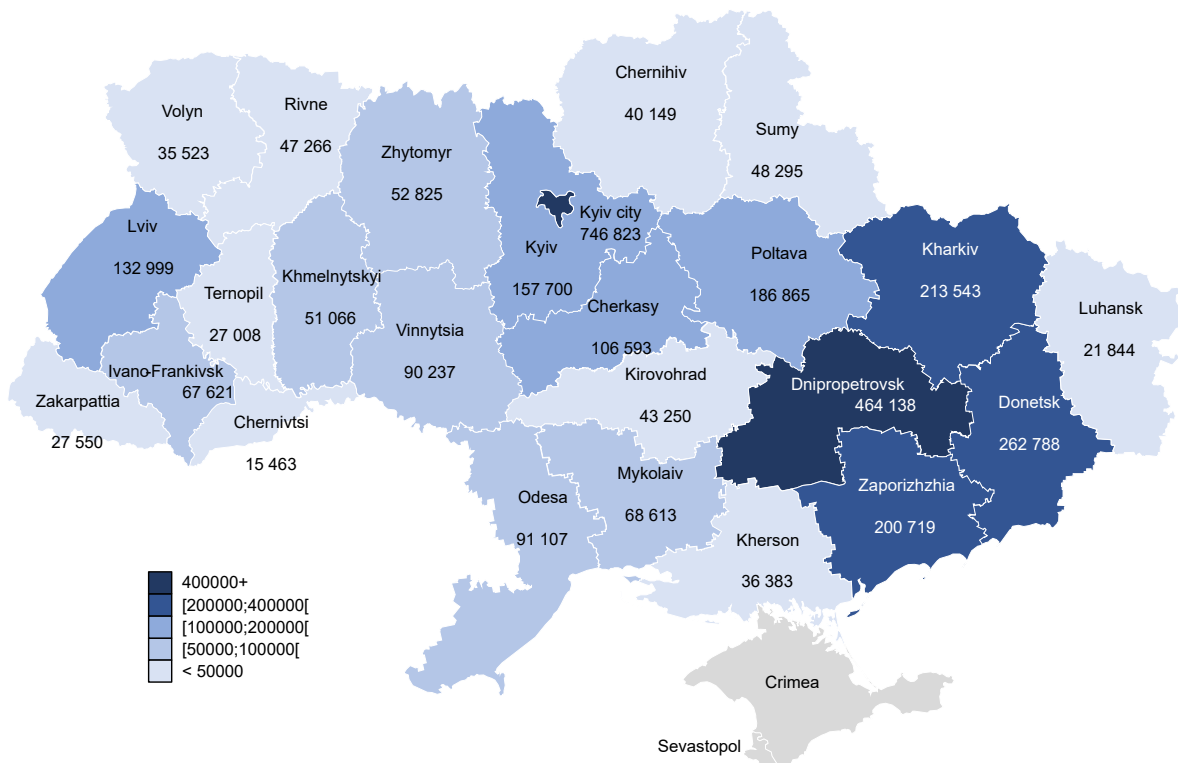 Chernihiv
40 149
Volyn
35 523
Rivne
47 266
Sumy
48 295
Zhytomyr
52 825
Kyiv city
746 823
Lviv
132 999
Kyiv
157 700
Poltava
186 865
Kharkiv
213 543
Khmelnytskyi
51 066
Ternopil
27 008
Cherkasy
106 593
Luhansk
21 844
Vinnytsia
90 237
Ivano-Frankivsk
67 621
Kirovohrad
43 250
Dnipropetrovsk
464 138
Zakarpattia
27 550
Chernivtsi
15 463
Donetsk
262 788
Mykolaiv
68 613
Zaporizhzhia
200 719
Odesa
91 107
Kherson
36 383
400000+
[200000;400000[
[100000;200000[
[50000;100000[
< 50000
Crimea
Sevastopol